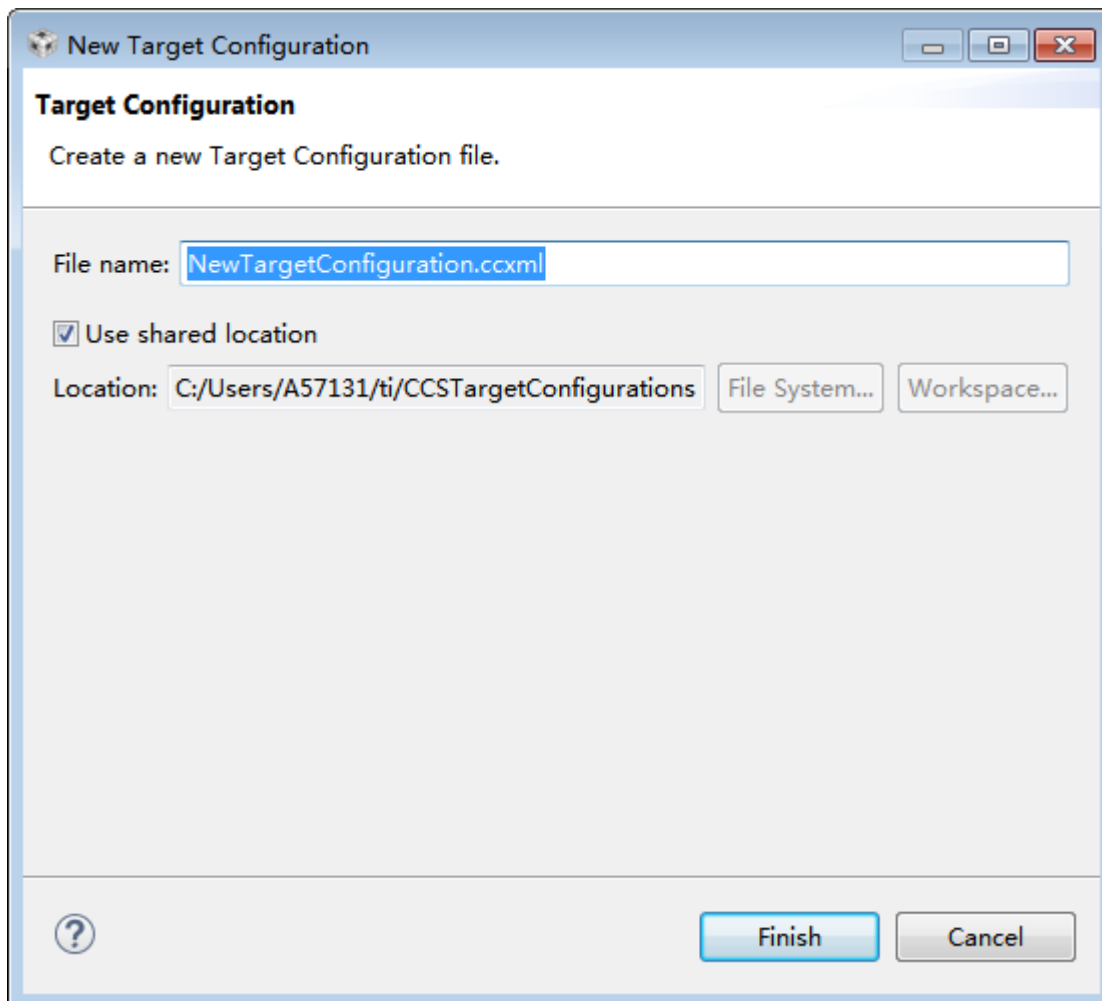 New Target Configuration
Target Configuration
Create a new Target Configuration file.
File name: NewTargetConfiguration.ccxml
Use shared location
Location: C:/Users/A57131/ti/CCSTargetConfigurations File System... Workspace...
? Finish Cancel